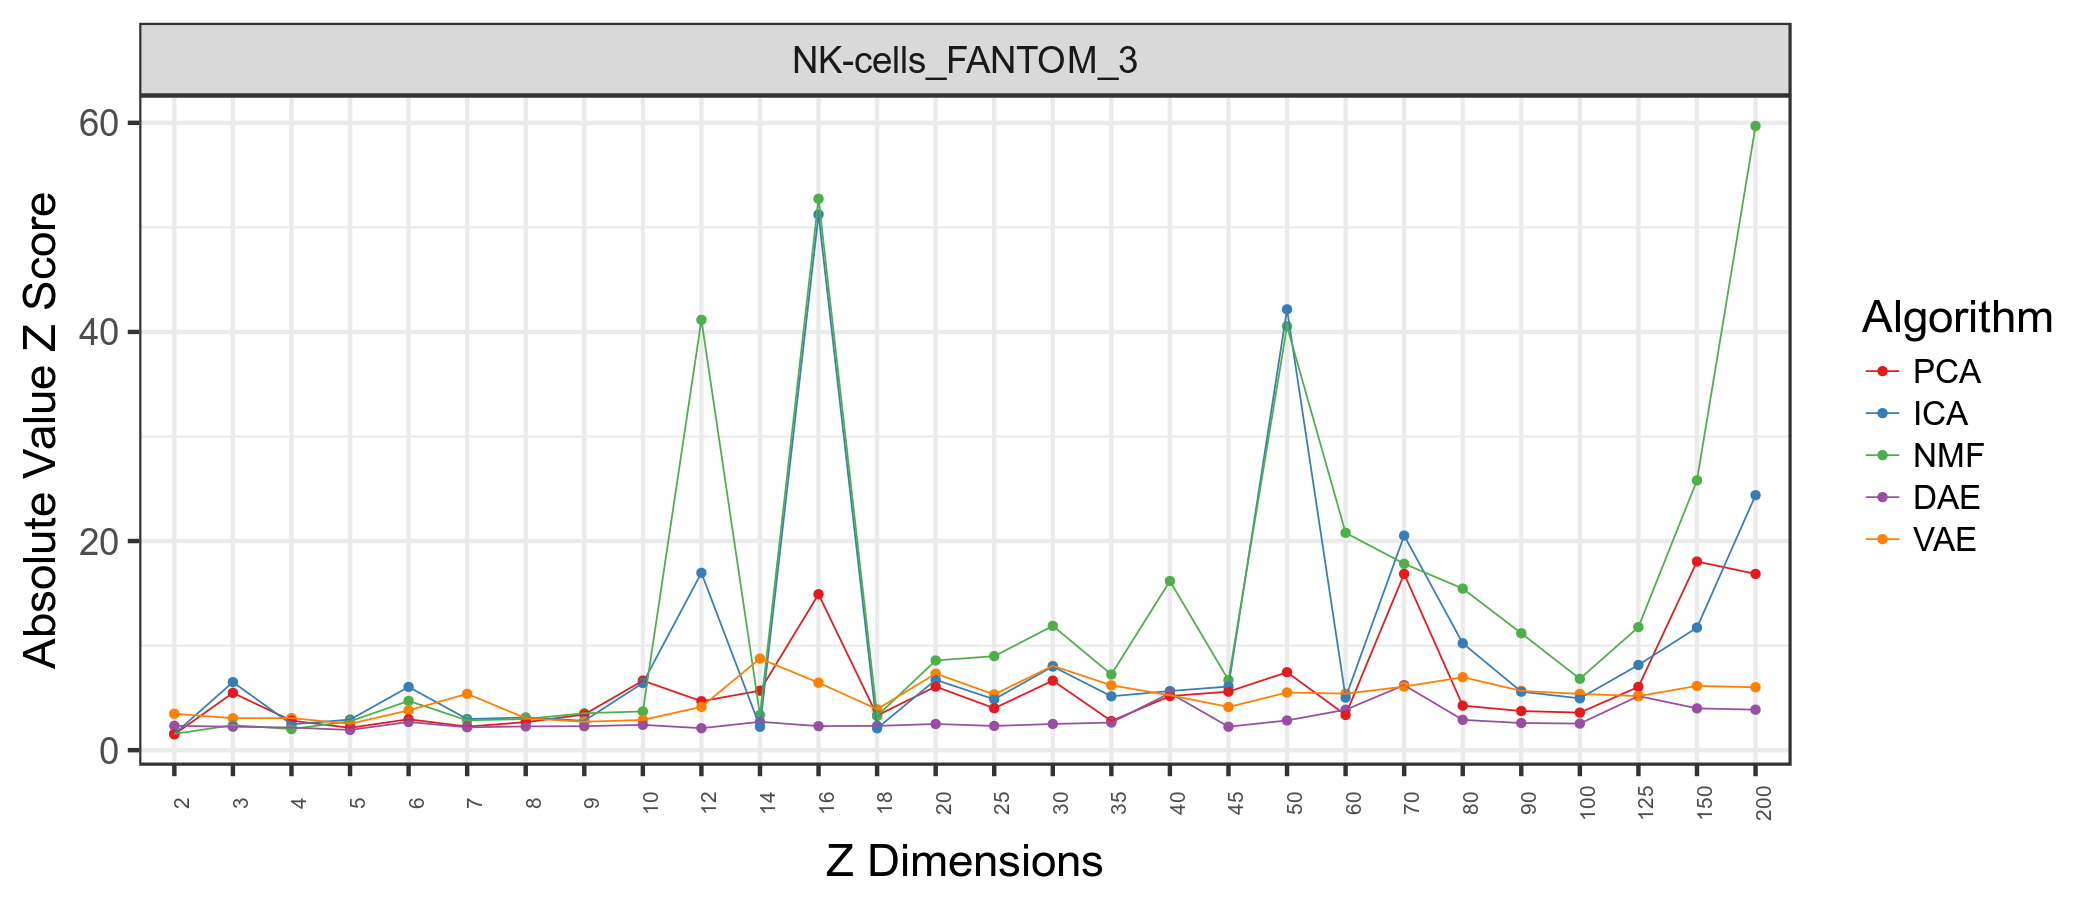 NK-cells_FANTOM_3
Absolute Value Z Score
60
40
20
0
2 3 4 5 6 7 8 9 10 12 14 16 18 20 25 30 35 40 45 50 60 70 80 90 100 125 150 200
Z Dimensions
Algorithm
PCA
ICA
NMF
DAE
VAE